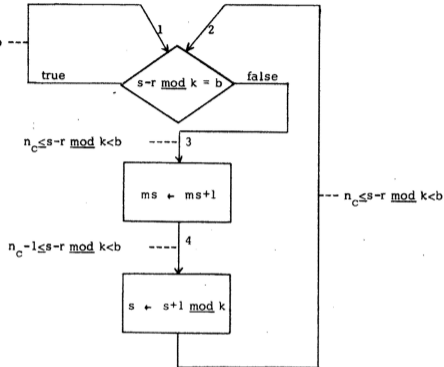 1 2
s-r mod k = b
true false
n_c≤s-r mod k<b
3
ms ← ms+1
n_c≤s-r mod k<b
n_c-1≤s-r mod k<b
4
s ← s+1 mod k